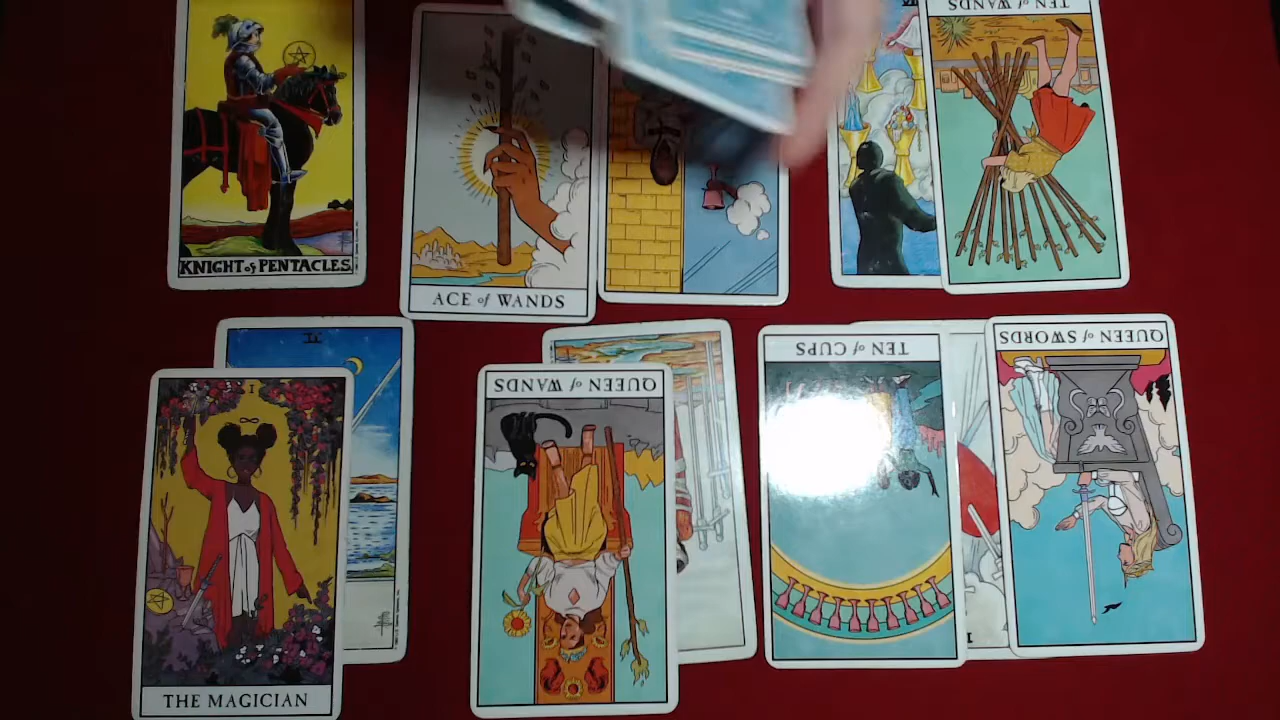 TEN of WANDS
KNIGHT of PENTACLES
ACE of WANDS
II
I
QUEEN of WANDS
TEN of CUPS
QUEEN of SWORDS
THE MAGICIAN